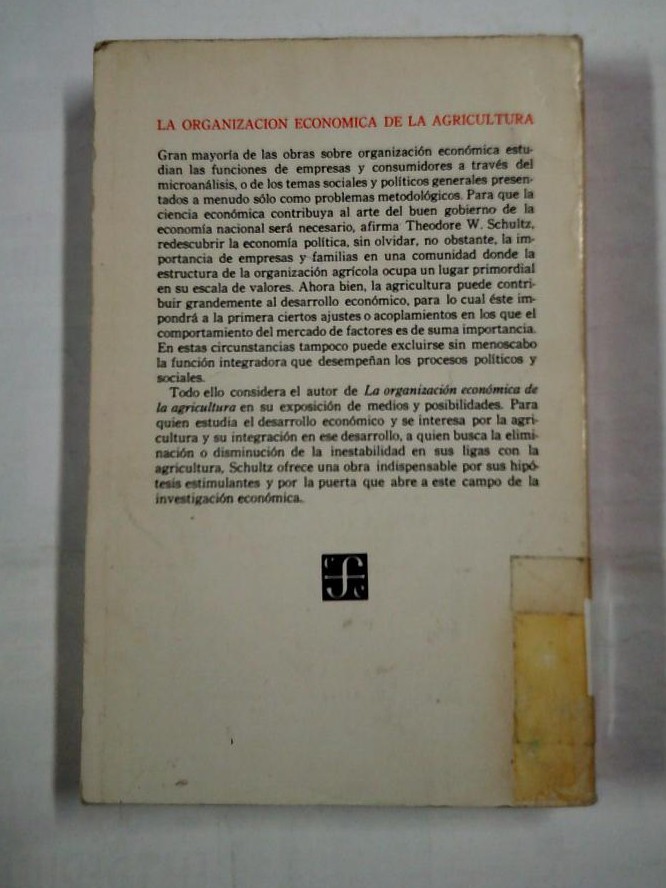 LA ORGANIZACION ECONOMICA DE LA AGRICULTURA
Gran mayoría de las obras sobre organización económica estu-
dian las funciones de empresas y consumidores a través del
microanálisis, o de los temas sociales y políticos generales presen-
tados a menudo sólo como problemas metodológicos. Para que la
ciencia económica contribuya al arte del buen gobierno de la
economía nacional será necesario, afirma Theodore W. Schultz,
redescubrir la economía política, sin olvidar, no obstante, la im-
portancia de empresas y familias en una comunidad donde la
estructura de la organización agrícola ocupa un lugar primordial
en su escala de valores. Ahora bien, la agricultura puede contri-
buir grandemente al desarrollo económico, para lo cual éste im-
pondrá a la primera ciertos ajustes o acoplamientos en los que el
comportamiento del mercado de factores es de suma importancia.
En estas circunstancias tampoco puede excluirse sin menoscabo
la función integradora que desempeñan los procesos políticos y
sociales.
Todo ello considera el autor de La organización económica de
la agricultura en su exposición de medios y posibilidades. Para
quien estudia el desarrollo económico y se interesa por la agri-
cultura y su integración en ese desarrollo, a quien busca la elimi-
nación o disminución de la inestabilidad en sus ligas con la
agricultura, Schultz ofrece una obra indispensable por sus hipó-
tesis estimulantes y por la puerta que abre a este campo de la
investigación económica.